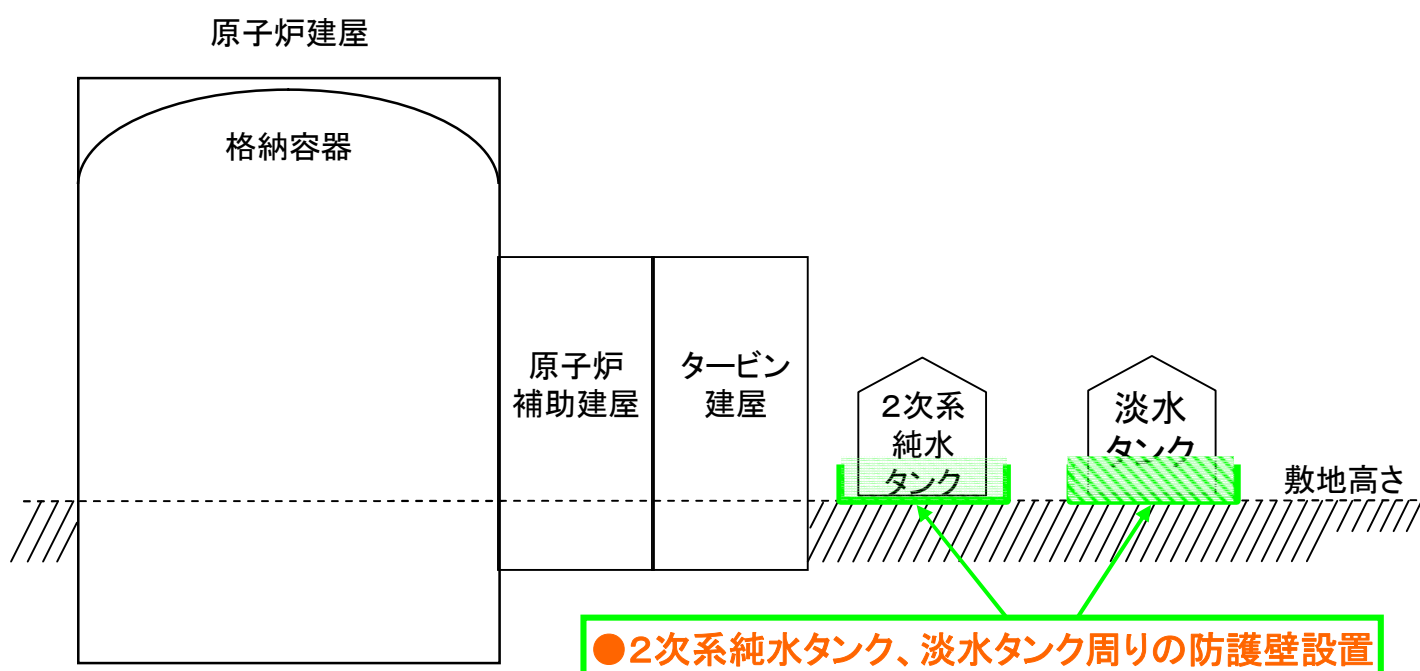 原子炉建屋
格納容器
原子炉
補助建屋
タービン
建屋
２次系
純水
タンク
淡水
タンク
敷地高さ
●２次系純水タンク、淡水タンク周りの防護壁設置